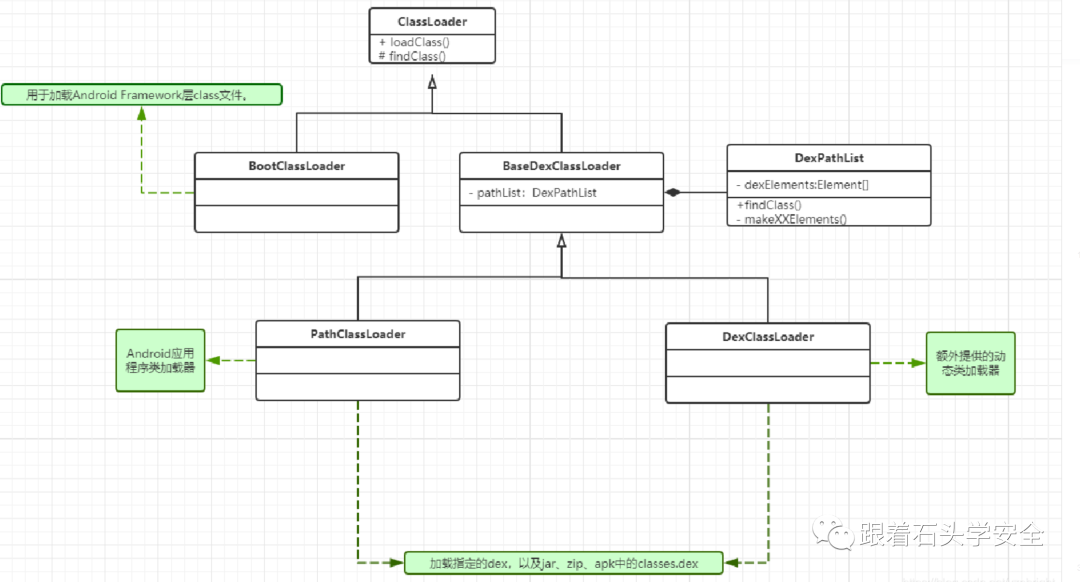 ClassLoader
+ loadClass()
# findClass()
用于加载Android Framework层class文件。
BootClassLoader
BaseDexClassLoader
- pathList：DexPathList
DexPathList
- dexElements:Element[]
+findClass()
- makeXXElements()
PathClassLoader
DexClassLoader
Android应用
程序类加载器
额外提供的动
态类加载器
加载指定的dex，以及jar、zip、apk中的classes.dex
跟着石头学安全